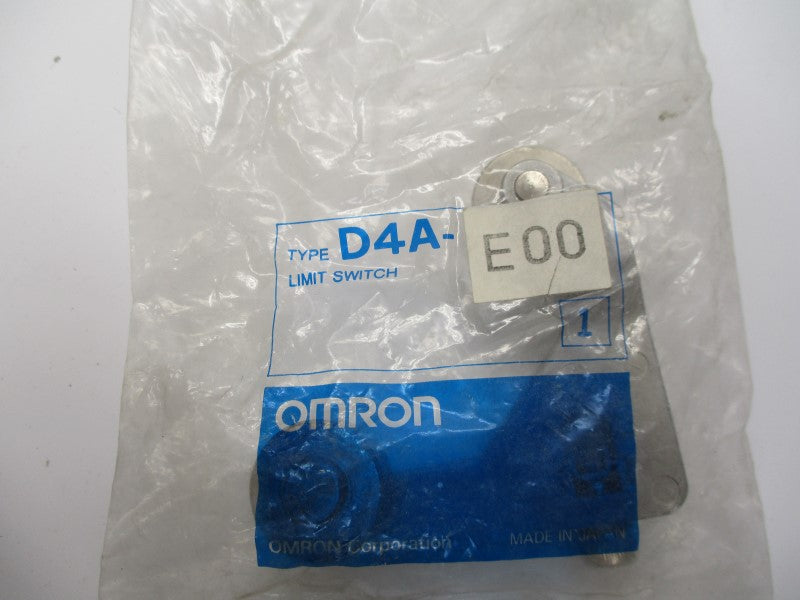 TYPE D4A-E00
LIMIT SWITCH
1
OMRON
OMRON Corporation MADE IN JAPAN